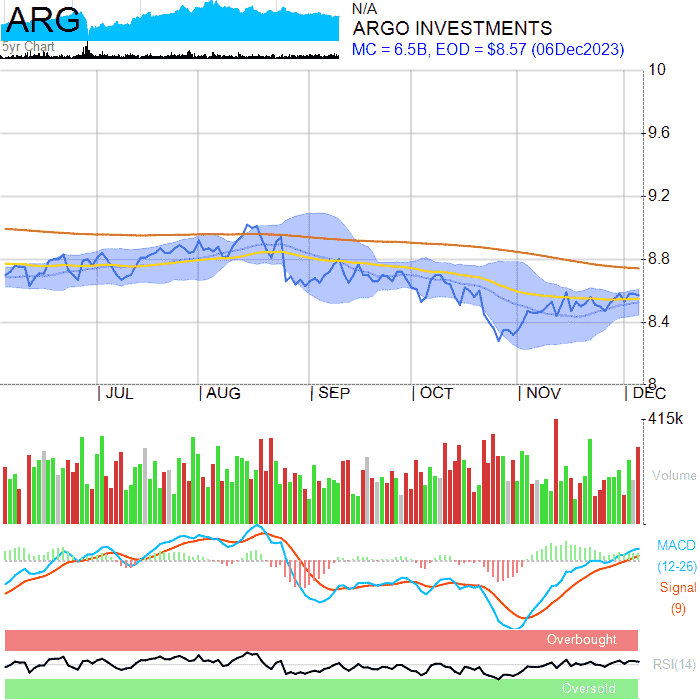 ARG
5yr Chart
N/A
ARGO INVESTMENTS
MC = 6.5B, EOD = $8.57 (06Dec2023)
10
9.6
9.2
8.8
8.4
8
| JUL | AUG | SEP | OCT | NOV | DEC
415k
Volume
MACD
(12-26)
Signal
(9)
Overbought
RSI(14)
Oversold